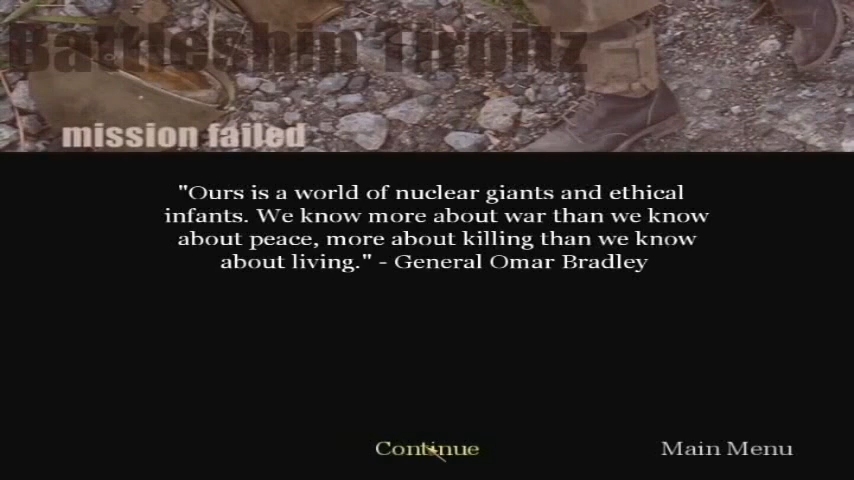 Battleship Tirpitz
mission failed
"Ours is a world of nuclear giants and ethical
infants. We know more about war than we know
about peace, more about killing than we know
about living." - General Omar Bradley
Continue
Main Menu